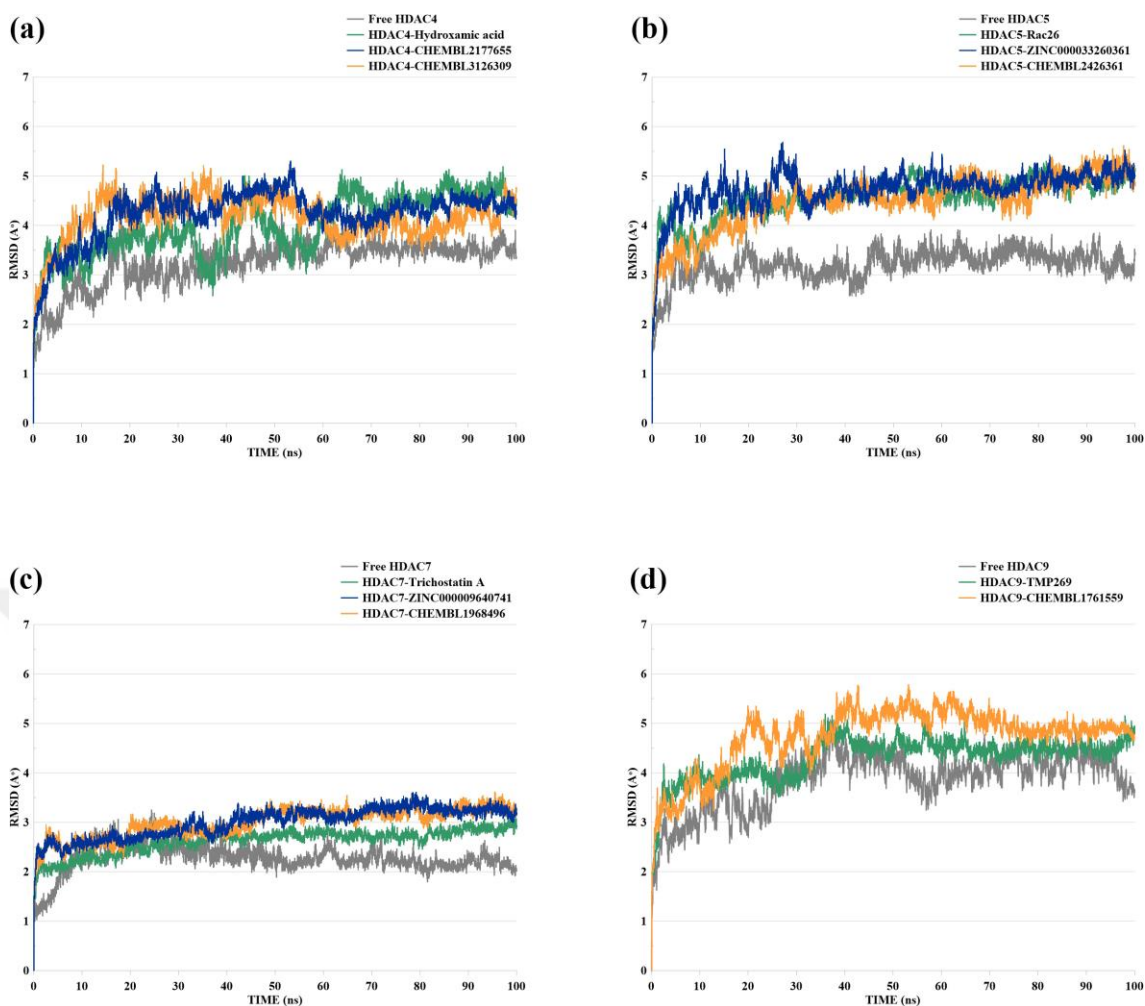 (a)
Free HDAC4
HDAC4-Hydroxamic acid
HDAC4-CHEMBL2177655
HDAC4-CHEMBL3126309
7
6
5
4
3
2
1
0
RMSD (A°)
0 10 20 30 40 50 60 70 80 90 100
TIME (ns)
(b)
Free HDAC5
HDAC5-Rac26
HDAC5-ZINC000033260361
HDAC5-CHEMBL2426361
7
6
5
4
3
2
1
0
RMSD (A°)
0 10 20 30 40 50 60 70 80 90 100
TIME (ns)
(c)
Free HDAC7
HDAC7-Trichostatin A
HDAC7-ZINC000009640741
HDAC7-CHEMBL1968496
7
6
5
4
3
2
1
0
RMSD (A°)
0 10 20 30 40 50 60 70 80 90 100
TIME (ns)
(d)
Free HDAC9
HDAC9-TMP269
HDAC9-CHEMBL1761559
7
6
5
4
3
2
1
0
RMSD (A°)
0 10 20 30 40 50 60 70 80 90 100
TIME (ns)